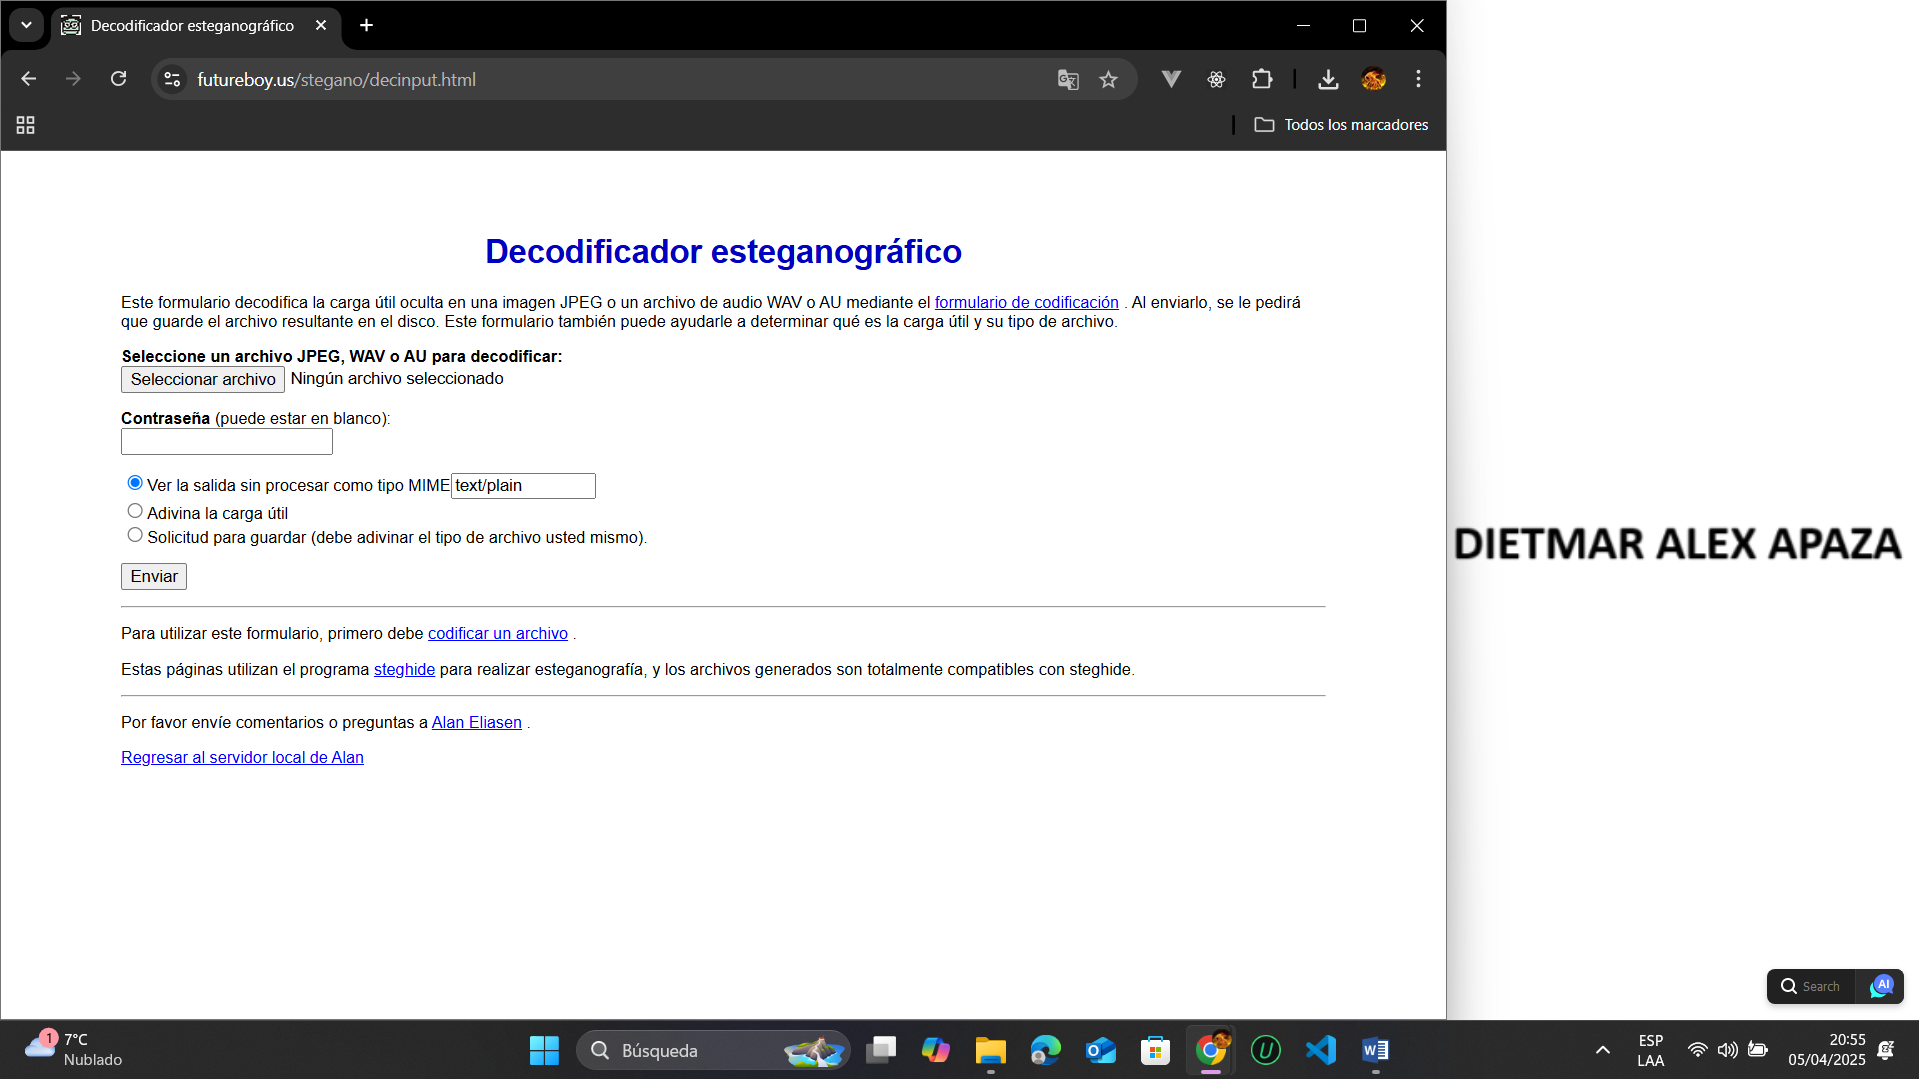 Decodificador esteganográfico
futureboy.us/stegano/decinput.html
Todos los marcadores
Decodificador esteganográfico
Este formulario decodifica la carga útil oculta en una imagen JPEG o un archivo de audio WAV o AU mediante el formulario de codificación . Al enviarlo, se le pedirá
que guarde el archivo resultante en el disco. Este formulario también puede ayudarle a determinar qué es la carga útil y su tipo de archivo.
Seleccione un archivo JPEG, WAV o AU para decodificar:
Seleccionar archivo Ningún archivo seleccionado
Contraseña (puede estar en blanco):
Ver la salida sin procesar como tipo MIME text/plain
Adivina la carga útil
Solicitud para guardar (debe adivinar el tipo de archivo usted mismo).
Enviar
Para utilizar este formulario, primero debe codificar un archivo .
Estas páginas utilizan el programa steghide para realizar esteganografía, y los archivos generados son totalmente compatibles con steghide.
Por favor envíe comentarios o preguntas a Alan Eliasen .
Regresar al servidor local de Alan
DIETMAR ALEX APAZA
Search AI
1
7°C
Nublado
Búsqueda
ESP
LAA
20:55
05/04/2025